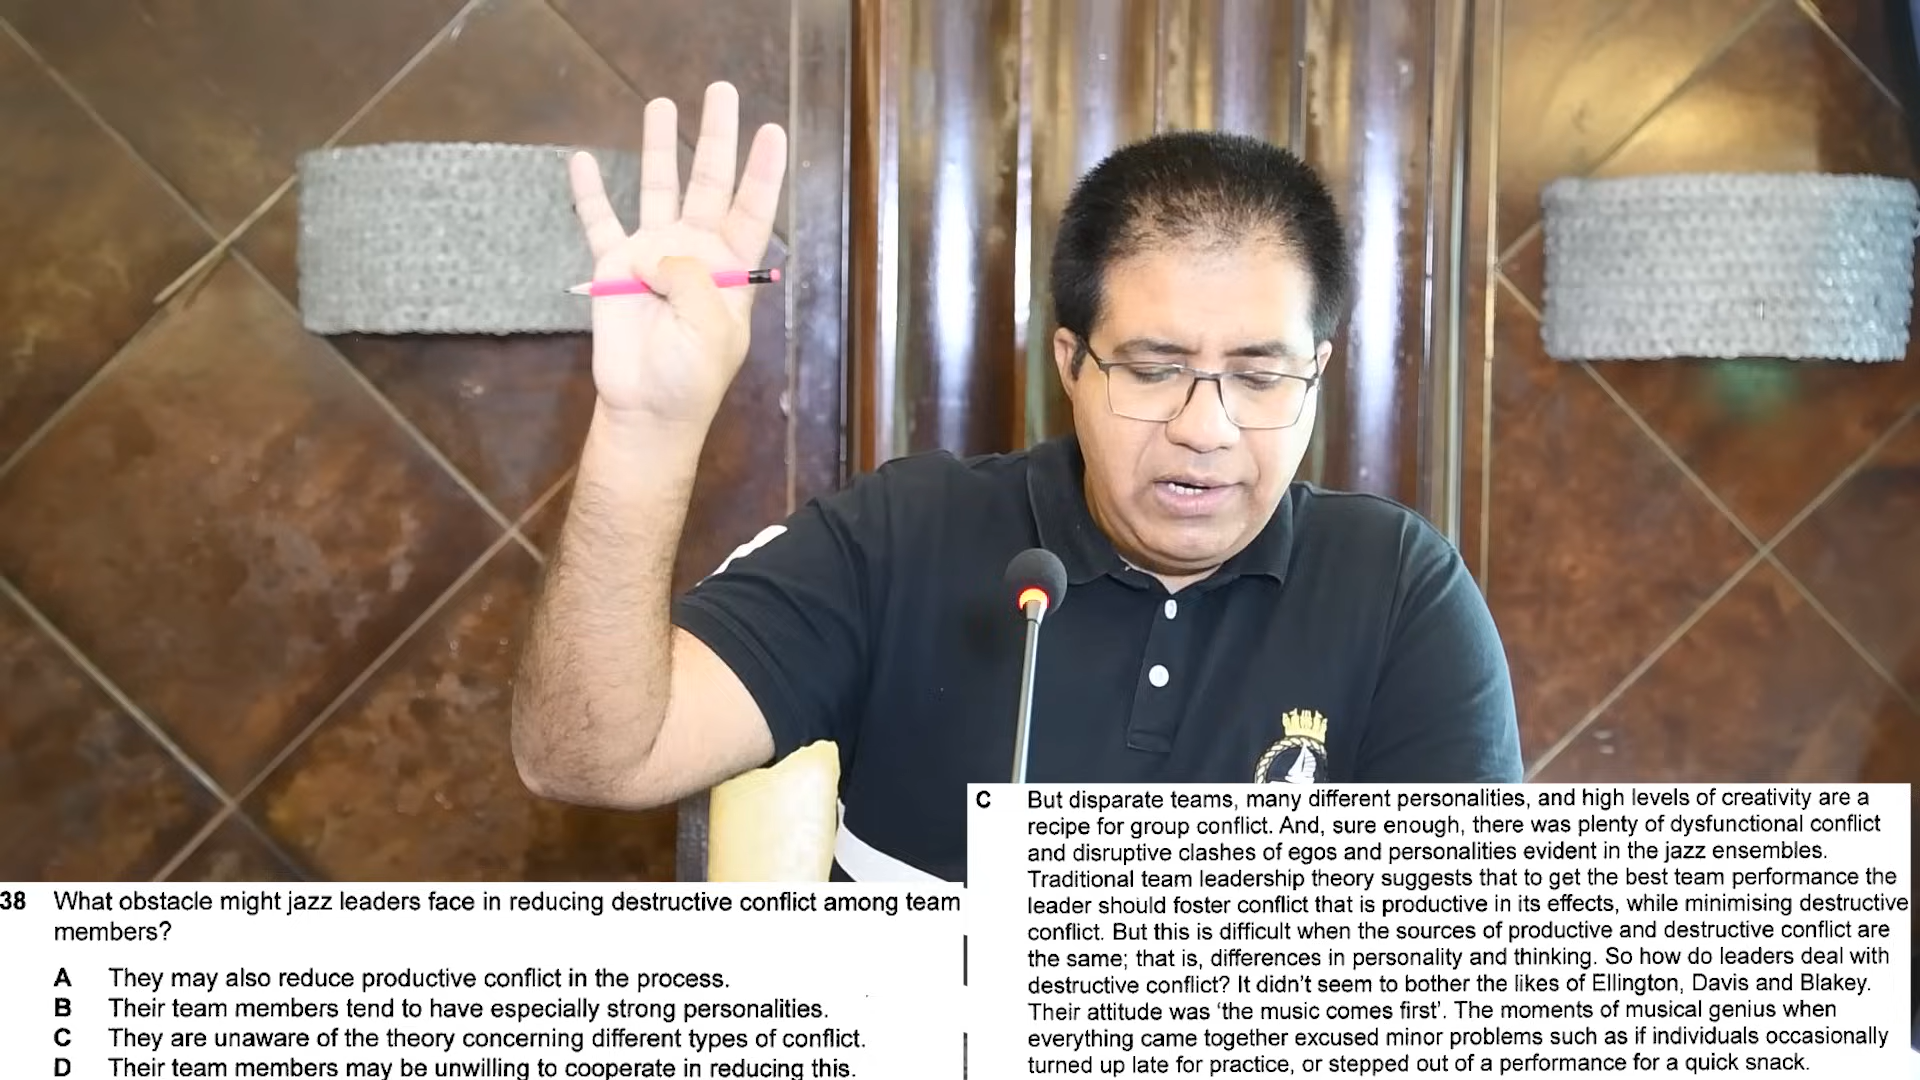 38 What obstacle might jazz leaders face in reducing destructive conflict among team
members?
A They may also reduce productive conflict in the process.
B Their team members tend to have especially strong personalities.
C They are unaware of the theory concerning different types of conflict.
D Their team members may be unwilling to cooperate in reducing this.
C But disparate teams, many different personalities, and high levels of creativity are a
recipe for group conflict. And, sure enough, there was plenty of dysfunctional conflict
and disruptive clashes of egos and personalities evident in the jazz ensembles.
Traditional team leadership theory suggests that to get the best team performance the
leader should foster conflict that is productive in its effects, while minimising destructive
conflict. But this is difficult when the sources of productive and destructive conflict are
the same; that is, differences in personality and thinking. So how do leaders deal with
destructive conflict? It didn't seem to bother the likes of Ellington, Davis and Blakey.
Their attitude was 'the music comes first'. The moments of musical genius when
everything came together excused minor problems such as if individuals occasionally
turned up late for practice, or stepped out of a performance for a quick snack.